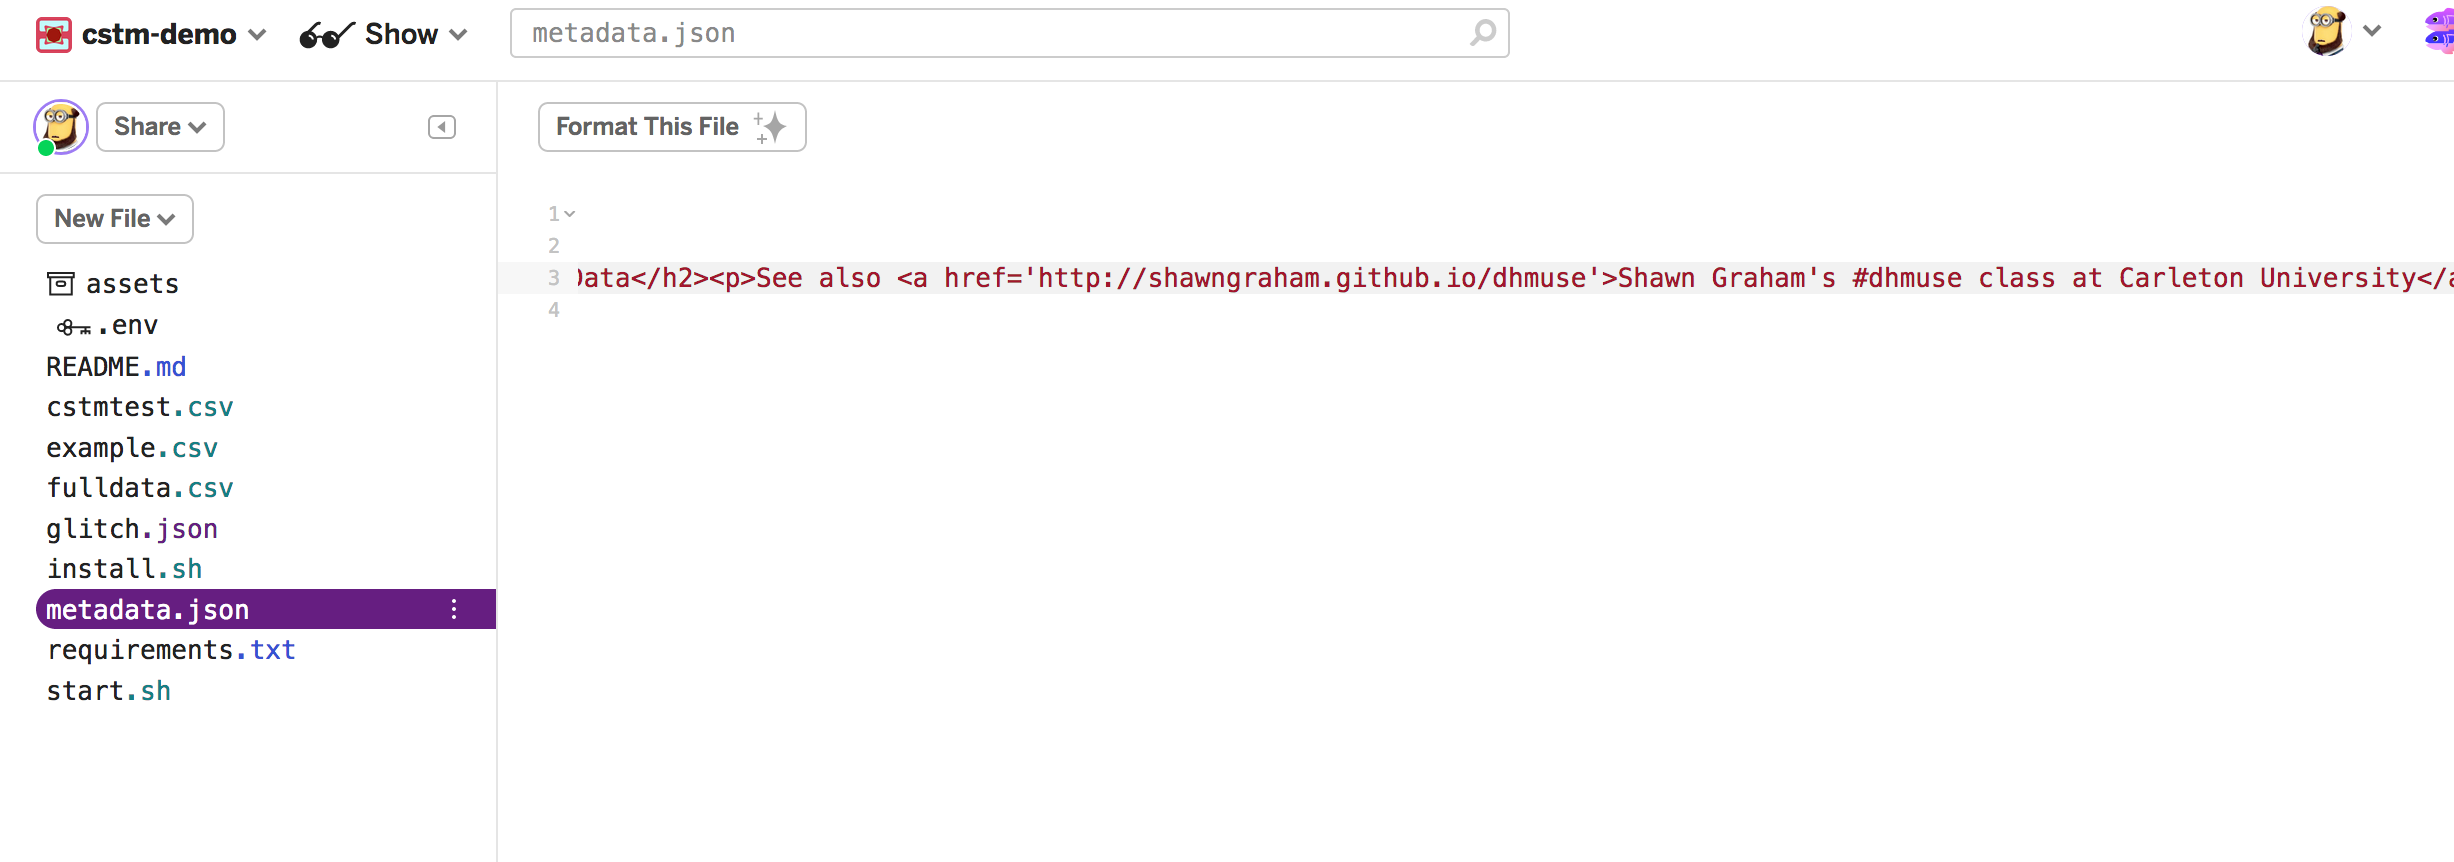 cstm-demo Show metadata.json
Share Format This File
New File
1
2
3 Data</h2><p>See also <a href='http://shawngraham.github.io/dhmuse'>Shawn Graham's #dhmuse class at Carleton University</a
4
assets
.env
README.md
cstmtest.csv
example.csv
fulldata.csv
glitch.json
install.sh
metadata.json
requirements.txt
start.sh